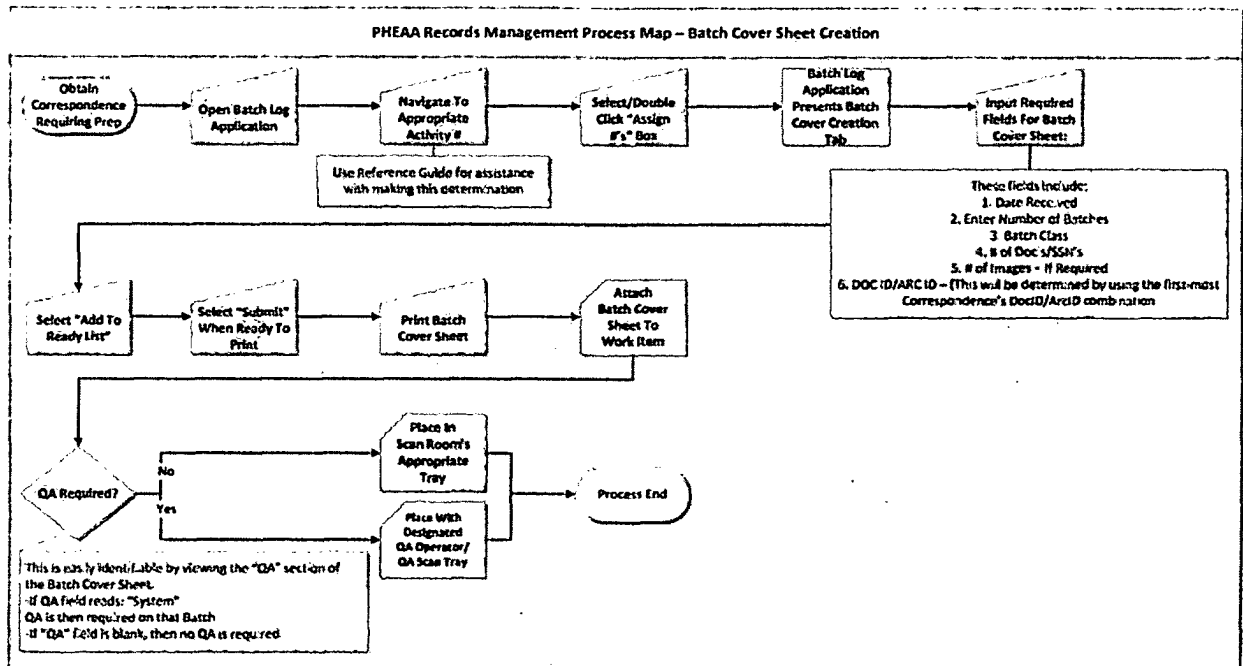 PHEAA Records Management Process Map – Batch Cover Sheet Creation
Obtain
Correspondence
Requiring Prep
Open Batch Log
Application
Navigate To
Appropriate
Activity #
Select/Double
Click "Assign
#'s" Box
Batch Log
Application
Presents Batch
Cover Creation
Tab
Input Required
Fields For Batch
Cover Sheet:
Use Reference Guide for assistance
with making this determination
These fields include:
1. Date Received
2. Enter Number of Batches
3. Batch Class
4. # of Doc's/SSN's
5. # of Images - If Required
6. DOC ID/ARC ID – (This will be determined by using the first-most
Correspondence's DocID/ArcID combination
Select "Add To
Ready List"
Select "Submit"
When Ready To
Print
Print Batch
Cover Sheet
Attach
Batch Cover
Sheet To
Work Item
QA Required?
No
Yes
Place In
Scan Room's
Appropriate
Tray
Place With
Designated
QA Operator/
QA Scan Tray
Process End
This is easily identifiable by viewing the "QA" section of
the Batch Cover Sheet.
-If QA field reads: "System"
QA is then required on that Batch
-If "QA" field is blank, then no QA is required